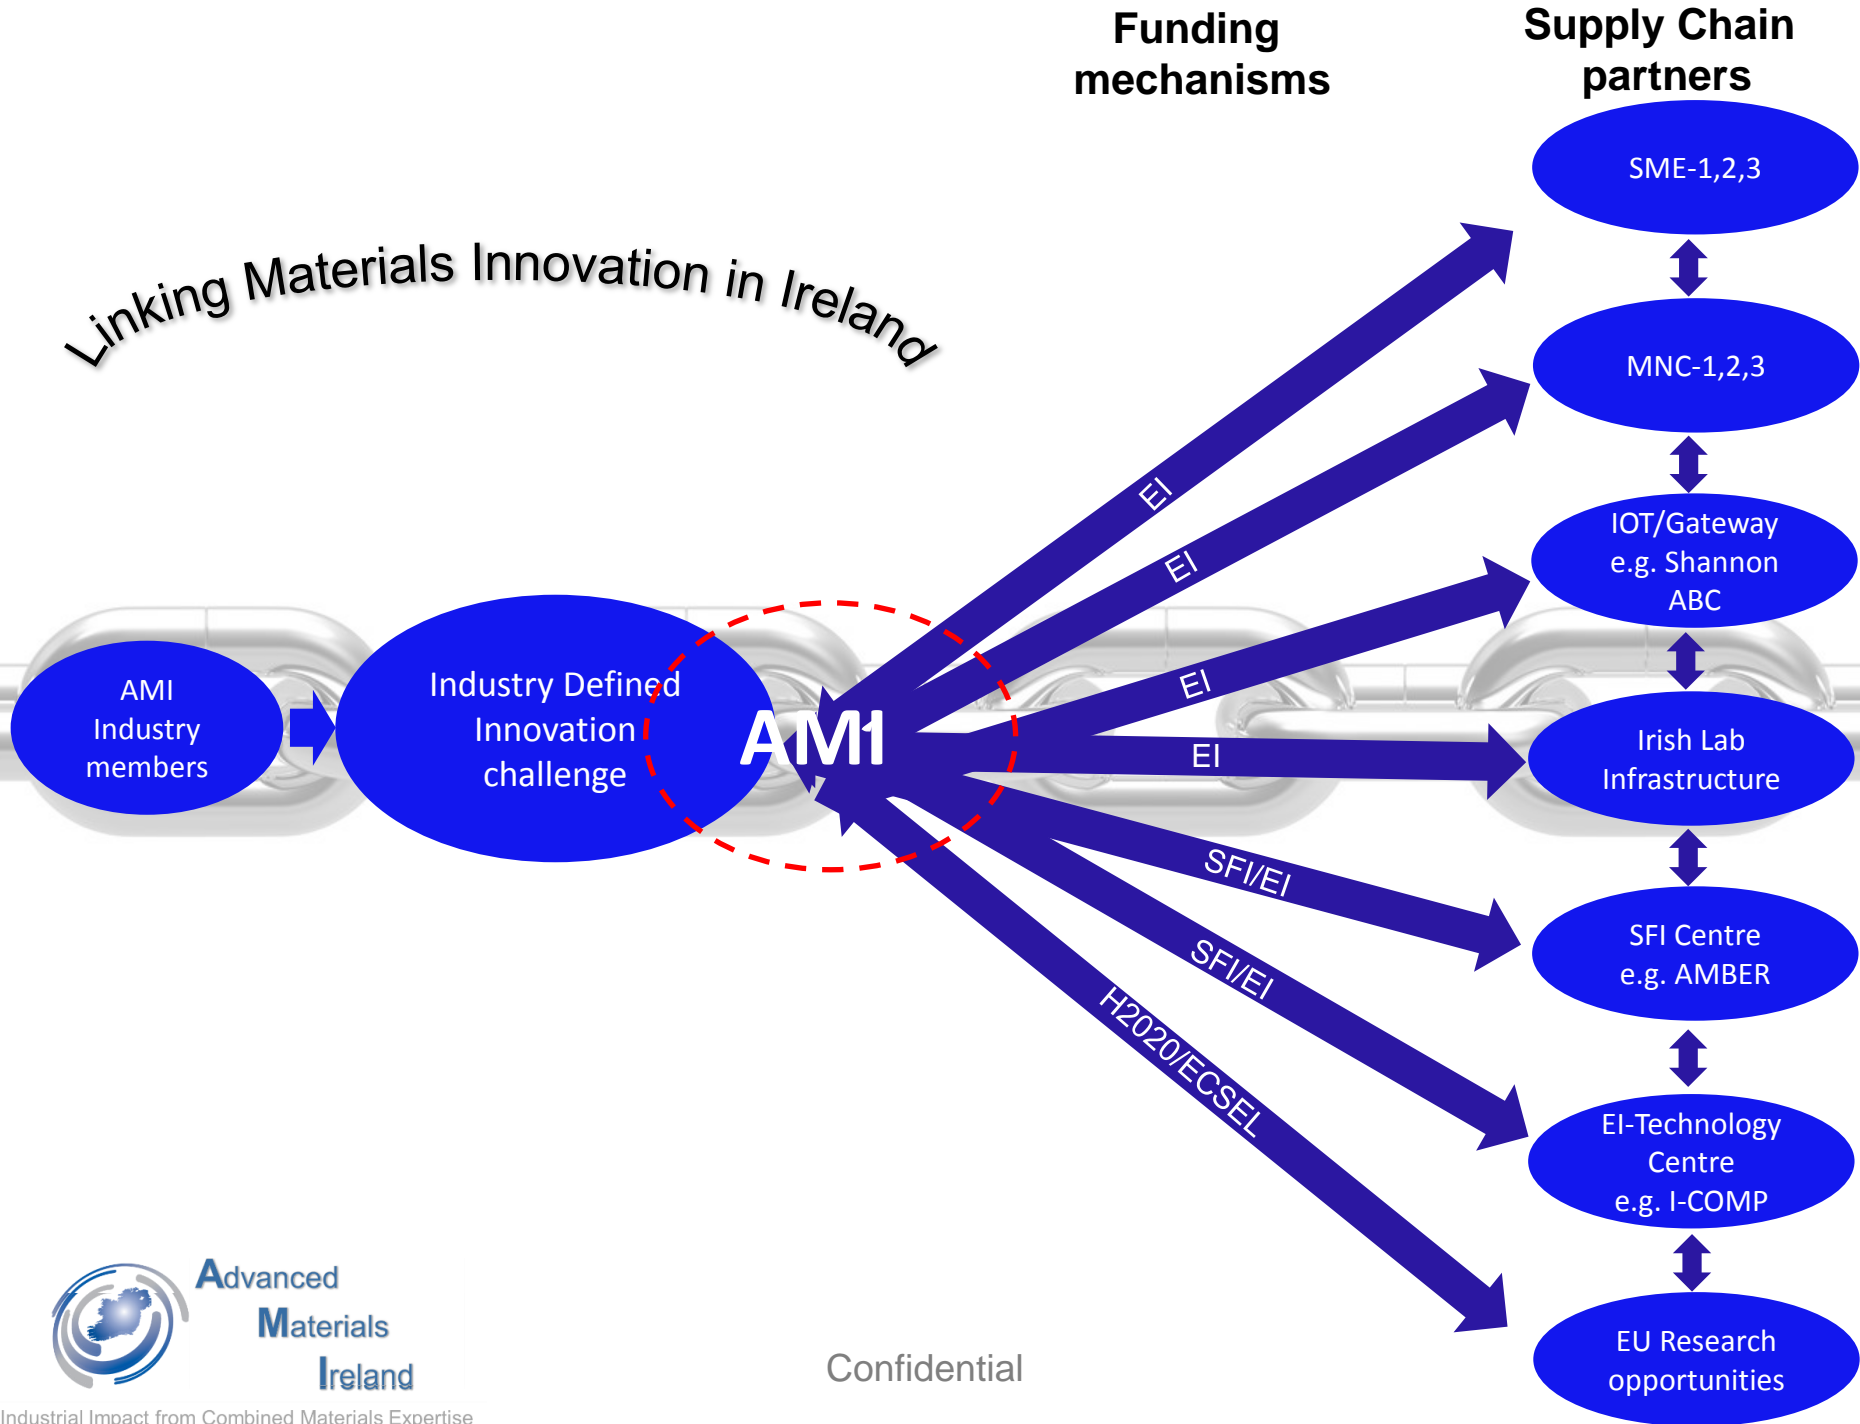 Funding
mechanisms
Supply Chain
partners
Linking Materials Innovation in Ireland
SME-1,2,3
MNC-1,2,3
IOT/Gateway
e.g. Shannon
ABC
Irish Lab
Infrastructure
SFI Centre
e.g. AMBER
EI-Technology
Centre
e.g. I-COMP
EU Research
opportunities
EI
EI
EI
EI
SFI/EI
SFI/EI
H2020/ECSEL
AMI
Industry
members
Industry Defined
Innovation
challenge
AMI
Advanced
Materials
Ireland
Industrial Impact from Combined Materials Expertise
Confidential